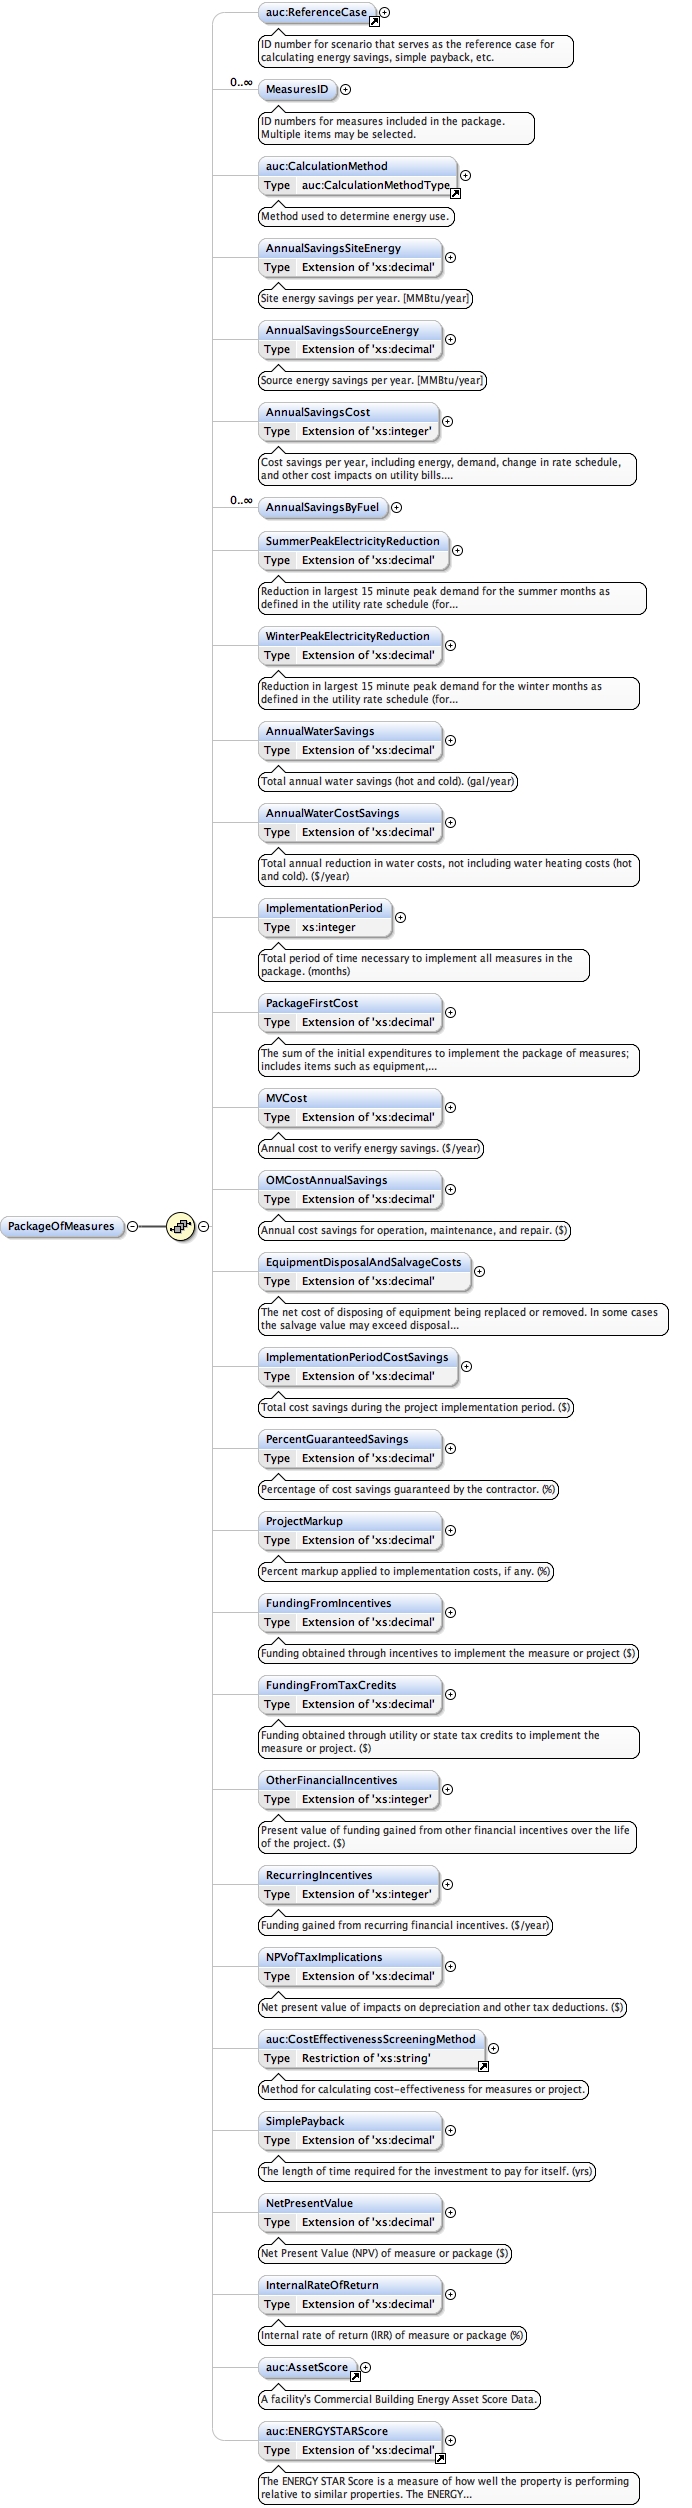 auc:ReferenceCase
ID number for scenario that serves as the reference case for
calculating energy savings, simple payback, etc.
0..∞
MeasuresID
ID numbers for measures included in the package.
Multiple items may be selected.
auc:CalculationMethod
Type auc:CalculationMethodType
Method used to determine energy use.
AnnualSavingsSiteEnergy
Type Extension of 'xs:decimal'
Site energy savings per year. [MMBtu/year]
AnnualSavingsSourceEnergy
Type Extension of 'xs:decimal'
Source energy savings per year. [MMBtu/year]
AnnualSavingsCost
Type Extension of 'xs:integer'
Cost savings per year, including energy, demand, change in rate schedule,
and other cost impacts on utility bills....
0..∞
AnnualSavingsByFuel
SummerPeakElectricityReduction
Type Extension of 'xs:decimal'
Reduction in largest 15 minute peak demand for the summer months as
defined in the utility rate schedule (for...
WinterPeakElectricityReduction
Type Extension of 'xs:decimal'
Reduction in largest 15 minute peak demand for the winter months as
defined in the utility rate schedule (for...
AnnualWaterSavings
Type Extension of 'xs:decimal'
Total annual water savings (hot and cold). (gal/year)
AnnualWaterCostSavings
Type Extension of 'xs:decimal'
Total annual reduction in water costs, not including water heating costs (hot
and cold). ($/year)
ImplementationPeriod
Type xs:integer
Total period of time necessary to implement all measures in the
package. (months)
PackageFirstCost
Type Extension of 'xs:decimal'
The sum of the initial expenditures to implement the package of measures;
includes items such as equipment,...
MVCost
Type Extension of 'xs:decimal'
Annual cost to verify energy savings. ($/year)
OMCostAnnualSavings
Type Extension of 'xs:decimal'
Annual cost savings for operation, maintenance, and repair. ($)
PackageOfMeasures
EquipmentDisposalAndSalvageCosts
Type Extension of 'xs:decimal'
The net cost of disposing of equipment being replaced or removed. In some cases
the salvage value may exceed disposal...
ImplementationPeriodCostSavings
Type Extension of 'xs:decimal'
Total cost savings during the project implementation period. ($)
PercentGuaranteedSavings
Type Extension of 'xs:decimal'
Percentage of cost savings guaranteed by the contractor. (%)
ProjectMarkup
Type Extension of 'xs:decimal'
Percent markup applied to implementation costs, if any. (%)
FundingFromIncentives
Type Extension of 'xs:decimal'
Funding obtained through incentives to implement the measure or project ($)
FundingFromTaxCredits
Type Extension of 'xs:decimal'
Funding obtained through utility or state tax credits to implement the
measure or project. ($)
OtherFinancialIncentives
Type Extension of 'xs:integer'
Present value of funding gained from other financial incentives over the life
of the project. ($)
RecurringIncentives
Type Extension of 'xs:integer'
Funding gained from recurring financial incentives. ($/year)
NPVofTaxImplications
Type Extension of 'xs:decimal'
Net present value of impacts on depreciation and other tax deductions. ($)
auc:CostEffectivenessScreeningMethod
Type Restriction of 'xs:string'
Method for calculating cost-effectiveness for measures or project.
SimplePayback
Type Extension of 'xs:decimal'
The length of time required for the investment to pay for itself. (yrs)
NetPresentValue
Type Extension of 'xs:decimal'
Net Present Value (NPV) of measure or package ($)
InternalRateOfReturn
Type Extension of 'xs:decimal'
Internal rate of return (IRR) of measure or package (%)
auc:AssetScore
A facility's Commercial Building Energy Asset Score Data.
auc:ENERGYSTARScore
Type Extension of 'xs:decimal'
The ENERGY STAR Score is a measure of how well the property is performing
relative to similar properties. The ENERGY...